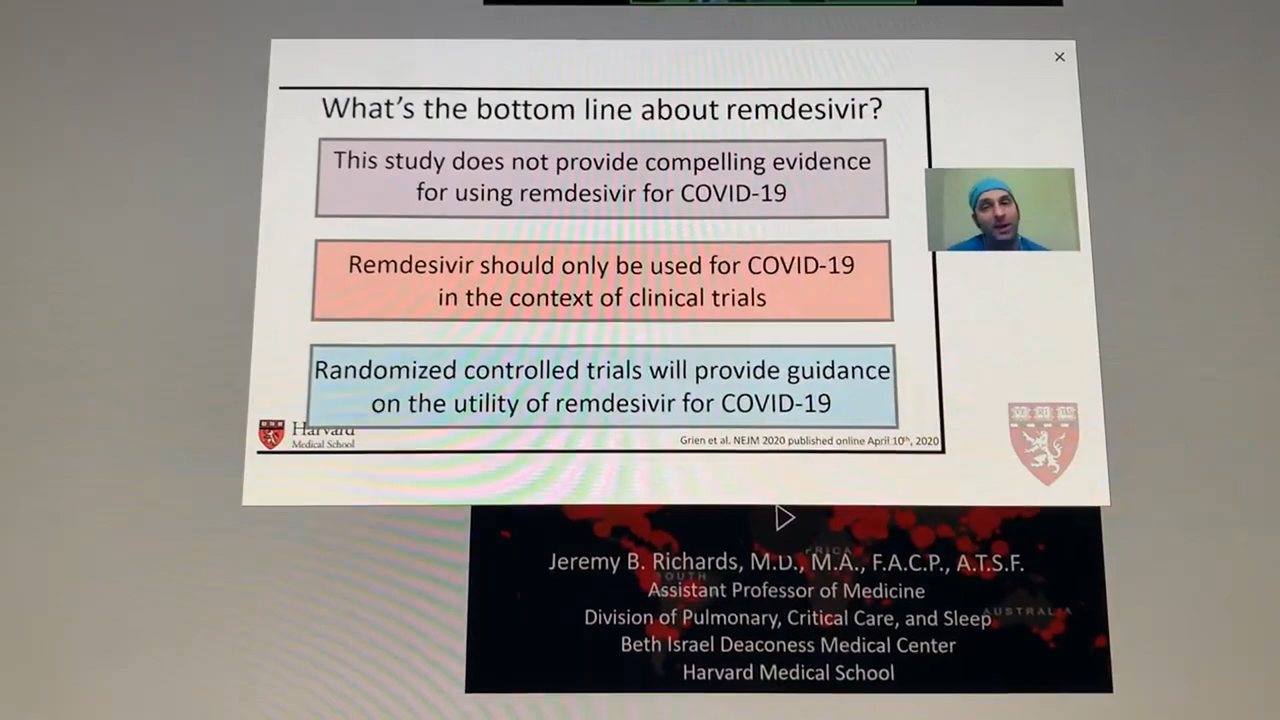 What's the bottom line about remdesivir?
This study does not provide compelling evidence
for using remdesivir for COVID-19
Remdesivir should only be used for COVID-19
in the context of clinical trials
Randomized controlled trials will provide guidance
on the utility of remdesivir for COVID-19
Harvard
Medical School
Grien et al. NEJM 2020 published online April 10th, 2020
Jeremy B. Richards, M.D., M.A., F.A.C.P., A.T.S.F.
Assistant Professor of Medicine
Division of Pulmonary, Critical Care, and Sleep
Beth Israel Deaconess Medical Center
Harvard Medical School
AFRICA
SOUTH
AUSTRALIA